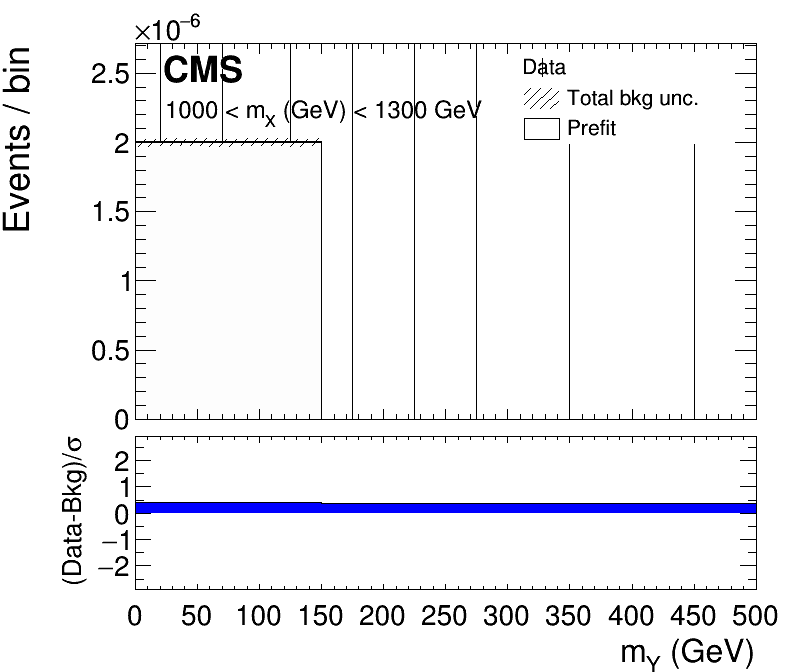 ×10⁻⁶
Events / bin
2.5
2
1.5
1
0.5
0
CMS
1000 < m_X (GeV) < 1300 GeV
Data
Total bkg unc.
Prefit
(Data-Bkg)/σ
2
1
0
−1
−2
0 50 100 150 200 250 300 350 400 450 500
m_Y (GeV)